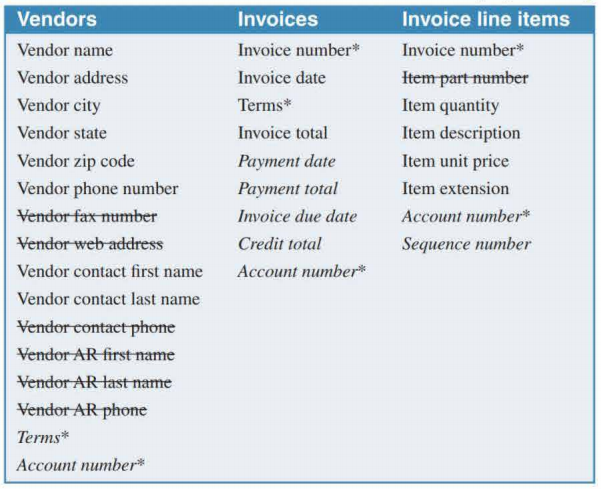 Vendors
Vendor name
Vendor address
Vendor city
Vendor state
Vendor zip code
Vendor phone number
Vendor fax number
Vendor web address
Vendor contact first name
Vendor contact last name
Vendor contact phone
Vendor AR first name
Vendor AR last name
Vendor AR phone
Terms*
Account number*
Invoices
Invoice number*
Invoice date
Terms*
Invoice total
Payment date
Payment total
Invoice due date
Credit total
Account number*
Invoice line items
Invoice number*
Item part number
Item quantity
Item description
Item unit price
Item extension
Account number*
Sequence number